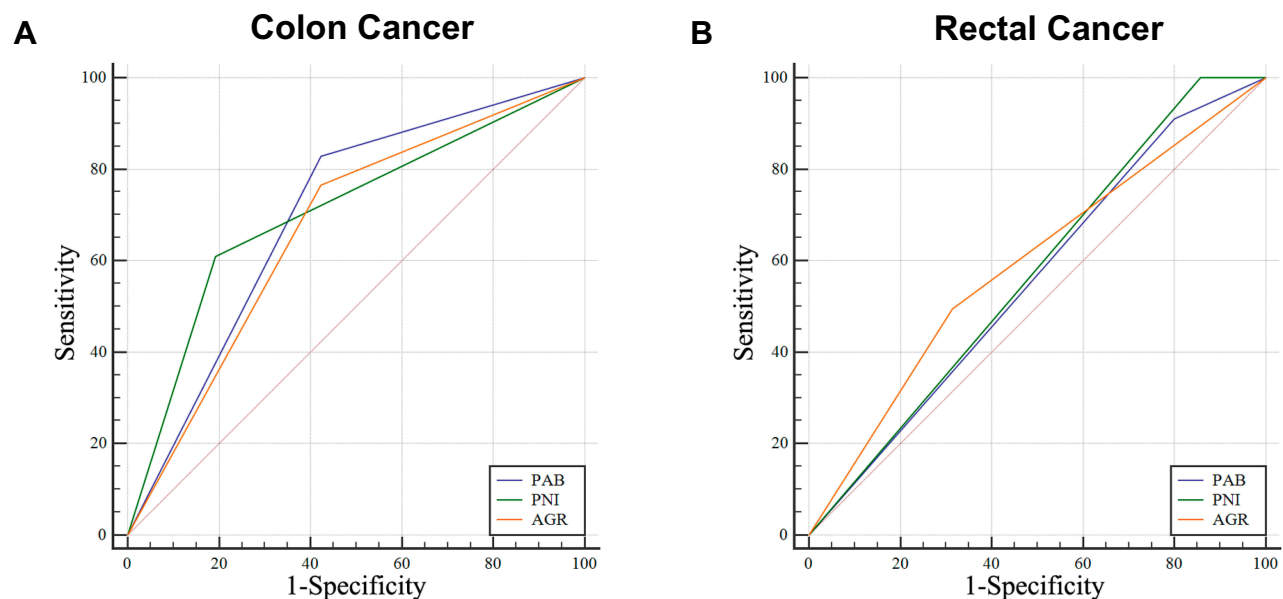 A
Colon Cancer
100
80
60
40
20
0
Sensitivity
PAB
PNI
AGR
0 20 40 60 80 100
1-Specificity
B
Rectal Cancer
100
80
60
40
20
0
Sensitivity
PAB
PNI
AGR
0 20 40 60 80 100
1-Specificity